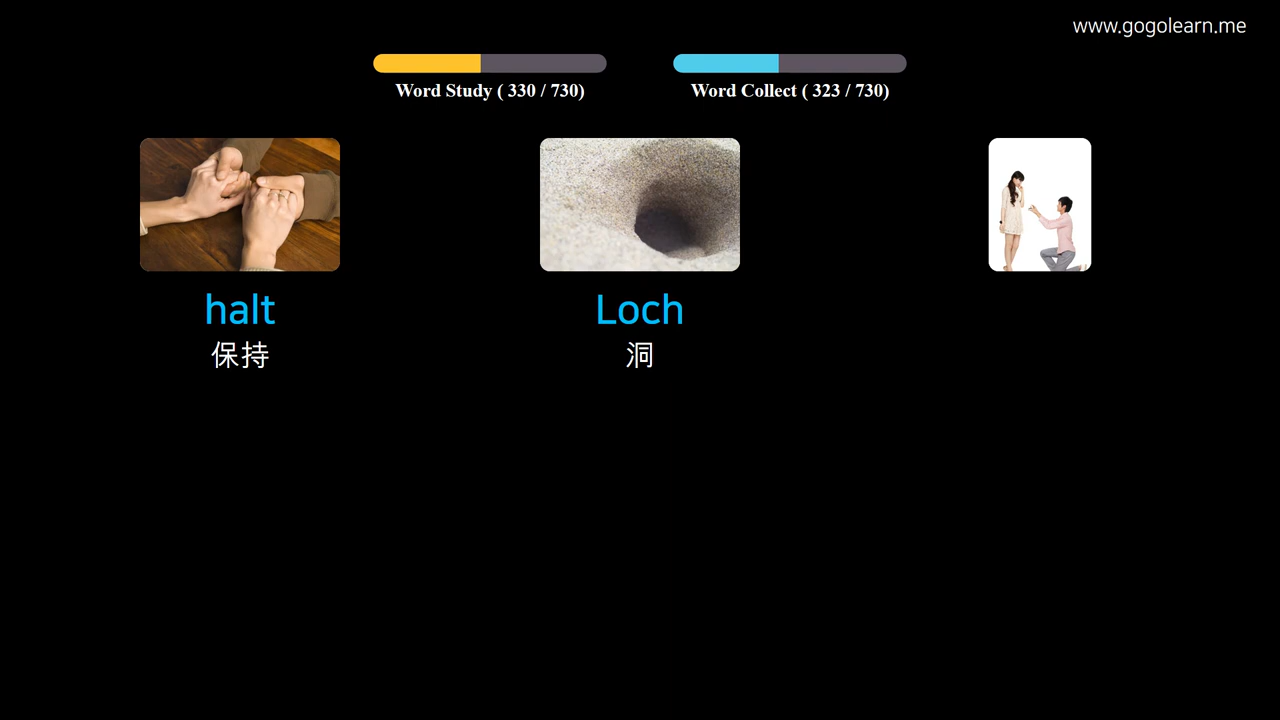 www.gogolearn.me
Word Study ( 330 / 730)
Word Collect ( 323 / 730)
halt
保持
Loch
洞